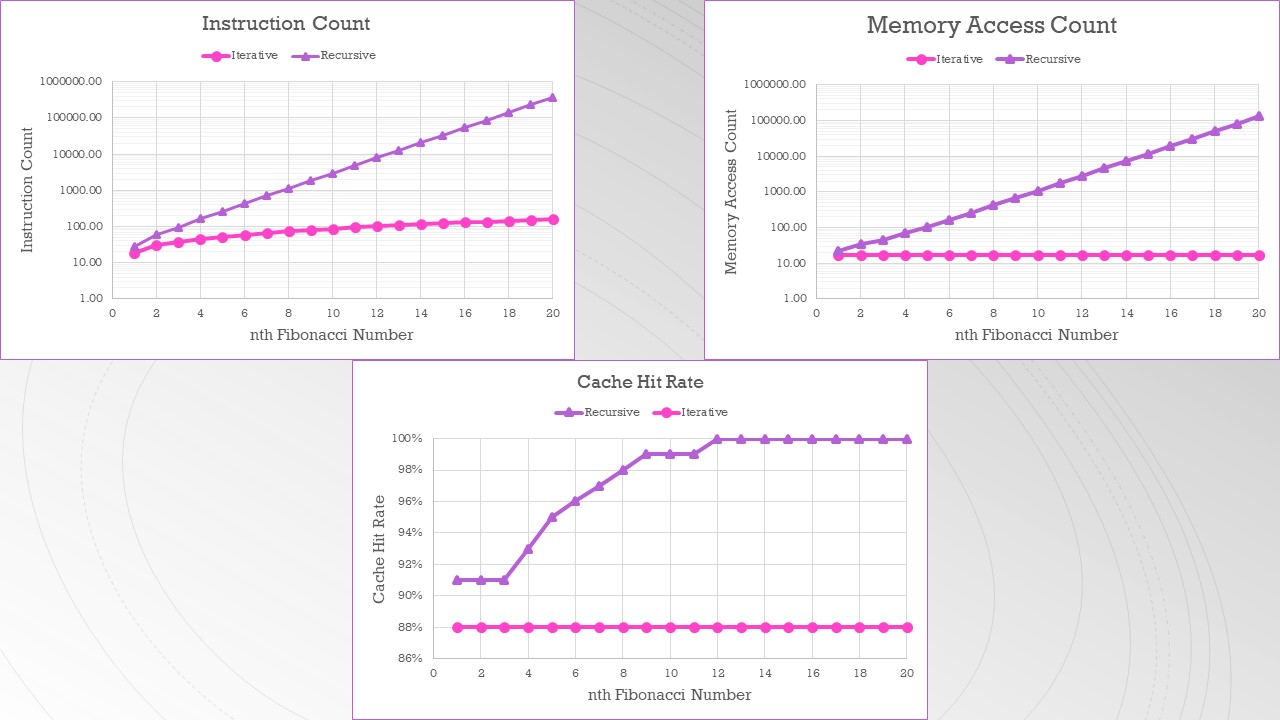 Instruction Count
Iterative Recursive
1000000.00
100000.00
10000.00
1000.00
100.00
10.00
1.00
Instruction Count
0 2 4 6 8 10 12 14 16 18 20
nth Fibonacci Number
Memory Access Count
Iterative Recursive
1000000.00
100000.00
10000.00
1000.00
100.00
10.00
1.00
Memory Access Count
0 2 4 6 8 10 12 14 16 18 20
nth Fibonacci Number
Cache Hit Rate
Recursive Iterative
100%
98%
96%
94%
92%
90%
88%
86%
Cache Hit Rate
0 2 4 6 8 10 12 14 16 18 20
nth Fibonacci Number